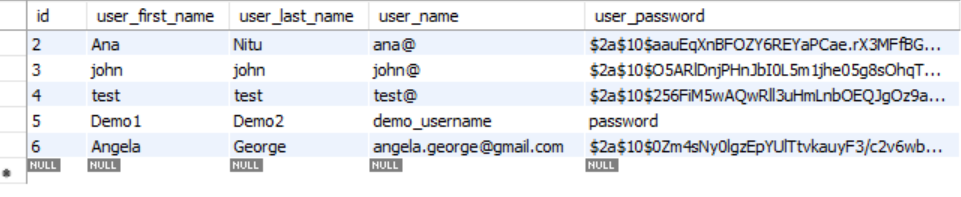 id user_first_name user_last_name user_name user_password
2 Ana Nitu ana@ $2a$10$aauEqXnBFOZY6REYaPCae.rX3MFfBG...
3 john john john@ $2a$10$O5ARlDnjPHnJbI0L5m1jhe05g8sOhqT...
4 test test test@ $2a$10$256FiM5wAQwRll3uHmLnbOEQJgOz9a...
5 Demo1 Demo2 demo_username password
6 Angela George angela.george@gmail.com $2a$10$0Zm4sNy0lgzEpYUlTtvkauyF3/c2v6wb...
NULL NULL NULL NULL NULL